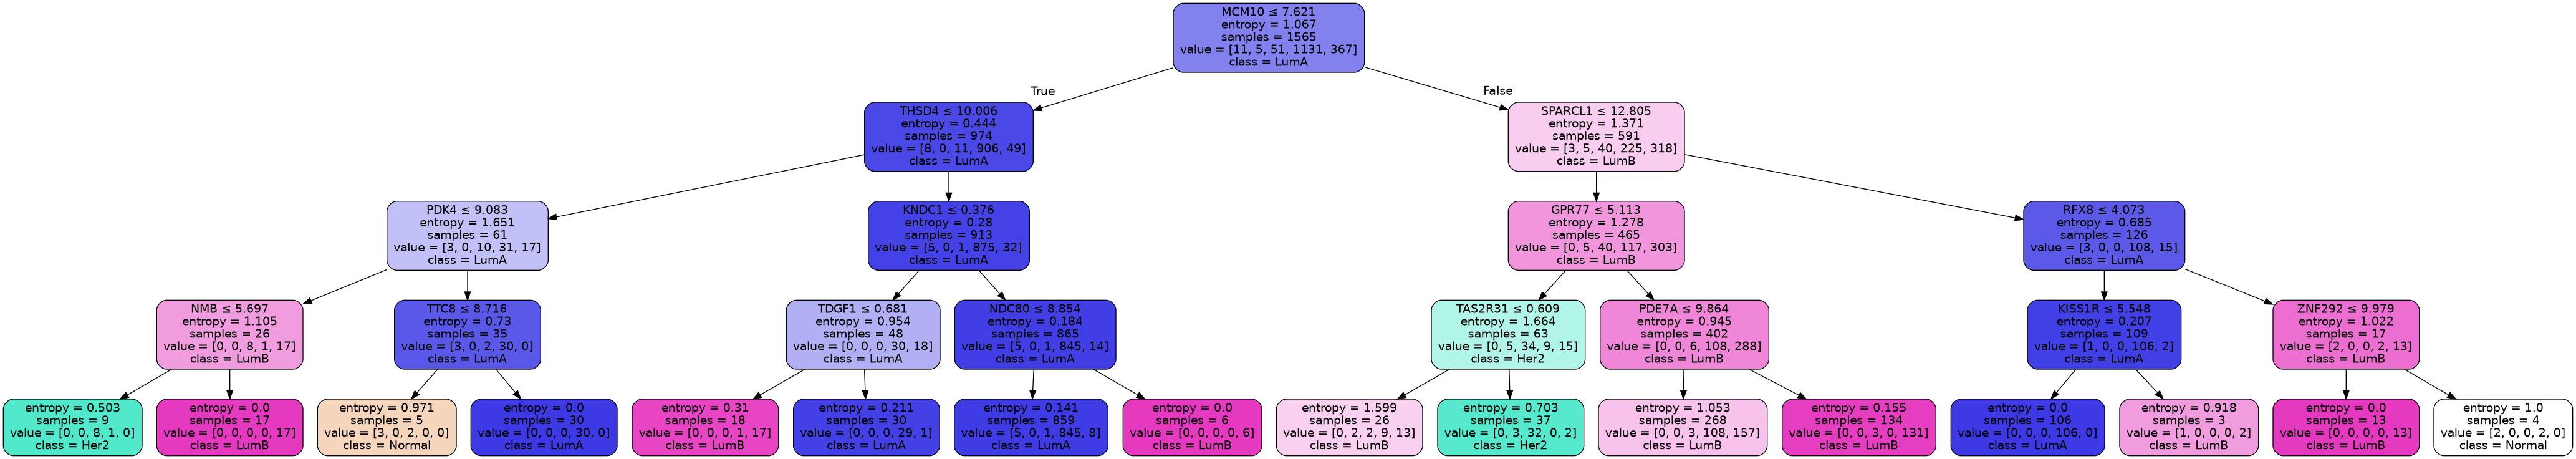 MCM10 ≤ 7.621
entropy = 1.067
samples = 1565
value = [11, 5, 51, 1131, 367]
class = LumA
True
False
THSD4 ≤ 10.006
entropy = 0.444
samples = 974
value = [8, 0, 11, 906, 49]
class = LumA
SPARCL1 ≤ 12.805
entropy = 1.371
samples = 591
value = [3, 5, 40, 225, 318]
class = LumB
PDK4 ≤ 9.083
entropy = 1.651
samples = 61
value = [3, 0, 10, 31, 17]
class = LumA
KNDC1 ≤ 0.376
entropy = 0.28
samples = 913
value = [5, 0, 1, 875, 32]
class = LumA
GPR77 ≤ 5.113
entropy = 1.278
samples = 465
value = [0, 5, 40, 117, 303]
class = LumB
RFX8 ≤ 4.073
entropy = 0.685
samples = 126
value = [3, 0, 0, 108, 15]
class = LumA
NMB ≤ 5.697
entropy = 1.105
samples = 26
value = [0, 0, 8, 1, 17]
class = LumB
TTC8 ≤ 8.716
entropy = 0.73
samples = 35
value = [3, 0, 2, 30, 0]
class = LumA
TDGF1 ≤ 0.681
entropy = 0.954
samples = 48
value = [0, 0, 0, 30, 18]
class = LumA
NDC80 ≤ 8.854
entropy = 0.184
samples = 865
value = [5, 0, 1, 845, 14]
class = LumA
TAS2R31 ≤ 0.609
entropy = 1.664
samples = 63
value = [0, 5, 34, 9, 15]
class = Her2
PDE7A ≤ 9.864
entropy = 0.945
samples = 402
value = [0, 0, 6, 108, 288]
class = LumB
KISS1R ≤ 5.548
entropy = 0.207
samples = 109
value = [1, 0, 0, 106, 2]
class = LumA
ZNF292 ≤ 9.979
entropy = 1.022
samples = 17
value = [2, 0, 0, 2, 13]
class = LumB
entropy = 0.503
samples = 9
value = [0, 0, 8, 1, 0]
class = Her2
entropy = 0.0
samples = 17
value = [0, 0, 0, 0, 17]
class = LumB
entropy = 0.971
samples = 5
value = [3, 0, 2, 0, 0]
class = Normal
entropy = 0.0
samples = 30
value = [0, 0, 0, 30, 0]
class = LumA
entropy = 0.31
samples = 18
value = [0, 0, 0, 1, 17]
class = LumB
entropy = 0.211
samples = 30
value = [0, 0, 0, 29, 1]
class = LumA
entropy = 0.141
samples = 859
value = [5, 0, 1, 845, 8]
class = LumA
entropy = 0.0
samples = 6
value = [0, 0, 0, 0, 6]
class = LumB
entropy = 1.599
samples = 26
value = [0, 2, 2, 9, 13]
class = LumB
entropy = 0.703
samples = 37
value = [0, 3, 32, 0, 2]
class = Her2
entropy = 1.053
samples = 268
value = [0, 0, 3, 108, 157]
class = LumB
entropy = 0.155
samples = 134
value = [0, 0, 3, 0, 131]
class = LumB
entropy = 0.0
samples = 106
value = [0, 0, 0, 106, 0]
class = LumA
entropy = 0.918
samples = 3
value = [1, 0, 0, 0, 2]
class = LumB
entropy = 0.0
samples = 13
value = [0, 0, 0, 0, 13]
class = LumB
entropy = 1.0
samples = 4
value = [2, 0, 0, 2, 0]
class = Normal